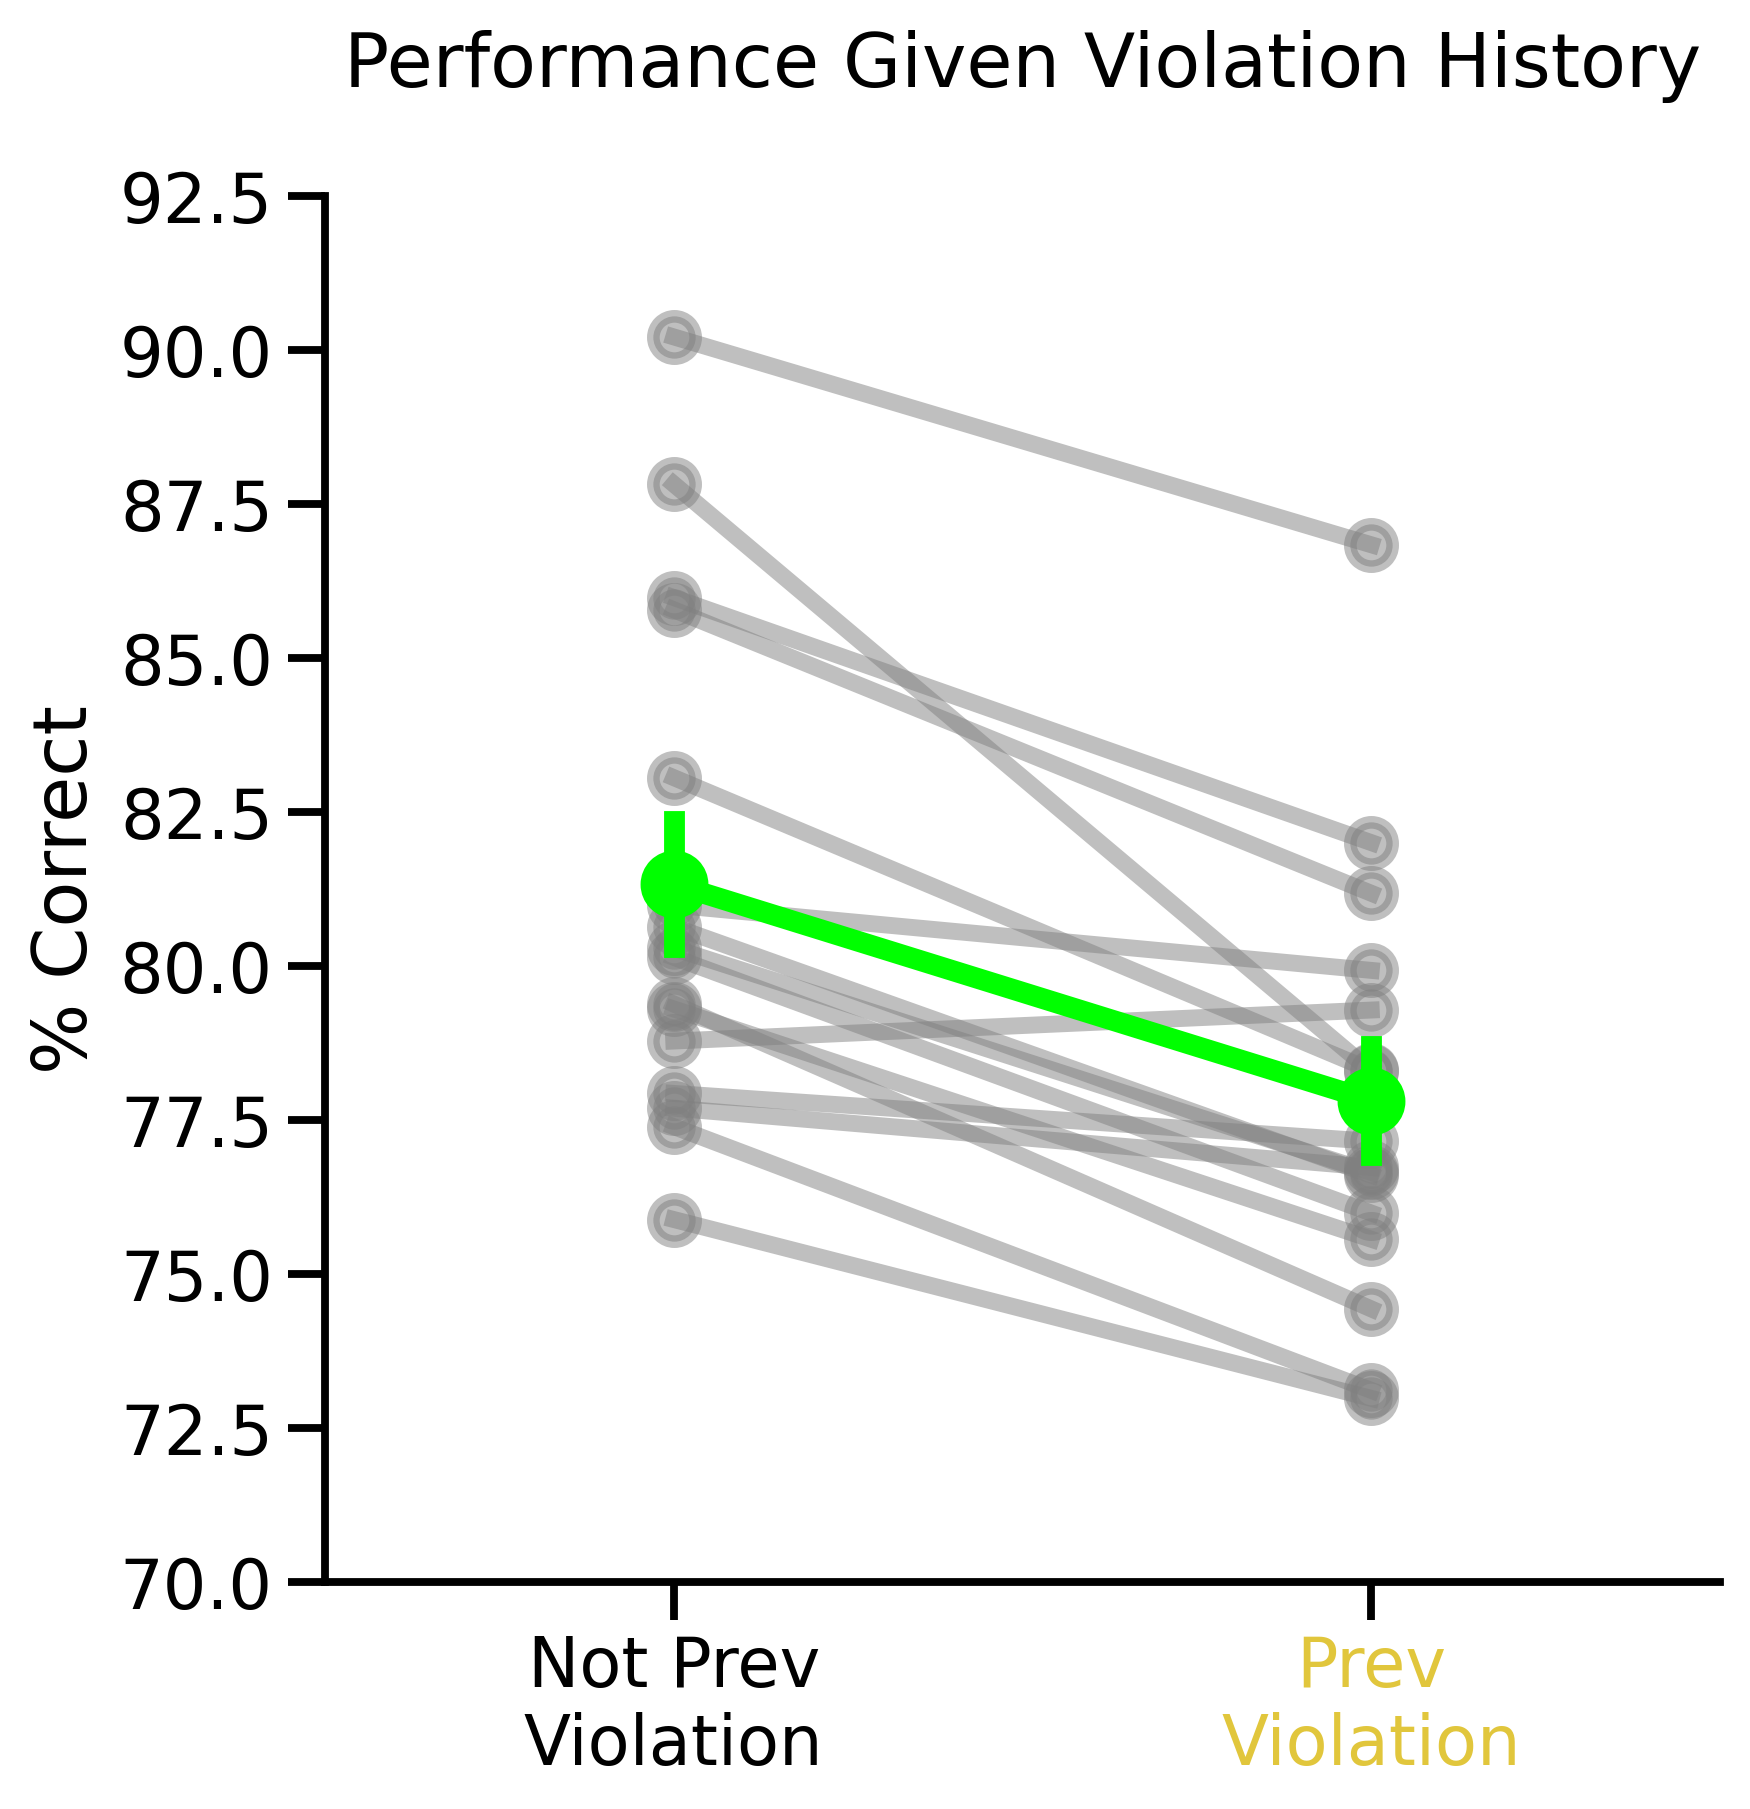 Performance Given Violation History
92.5
90.0
87.5
85.0
82.5
80.0
77.5
75.0
72.5
70.0
% Correct
Not Prev
Violation
Prev
Violation